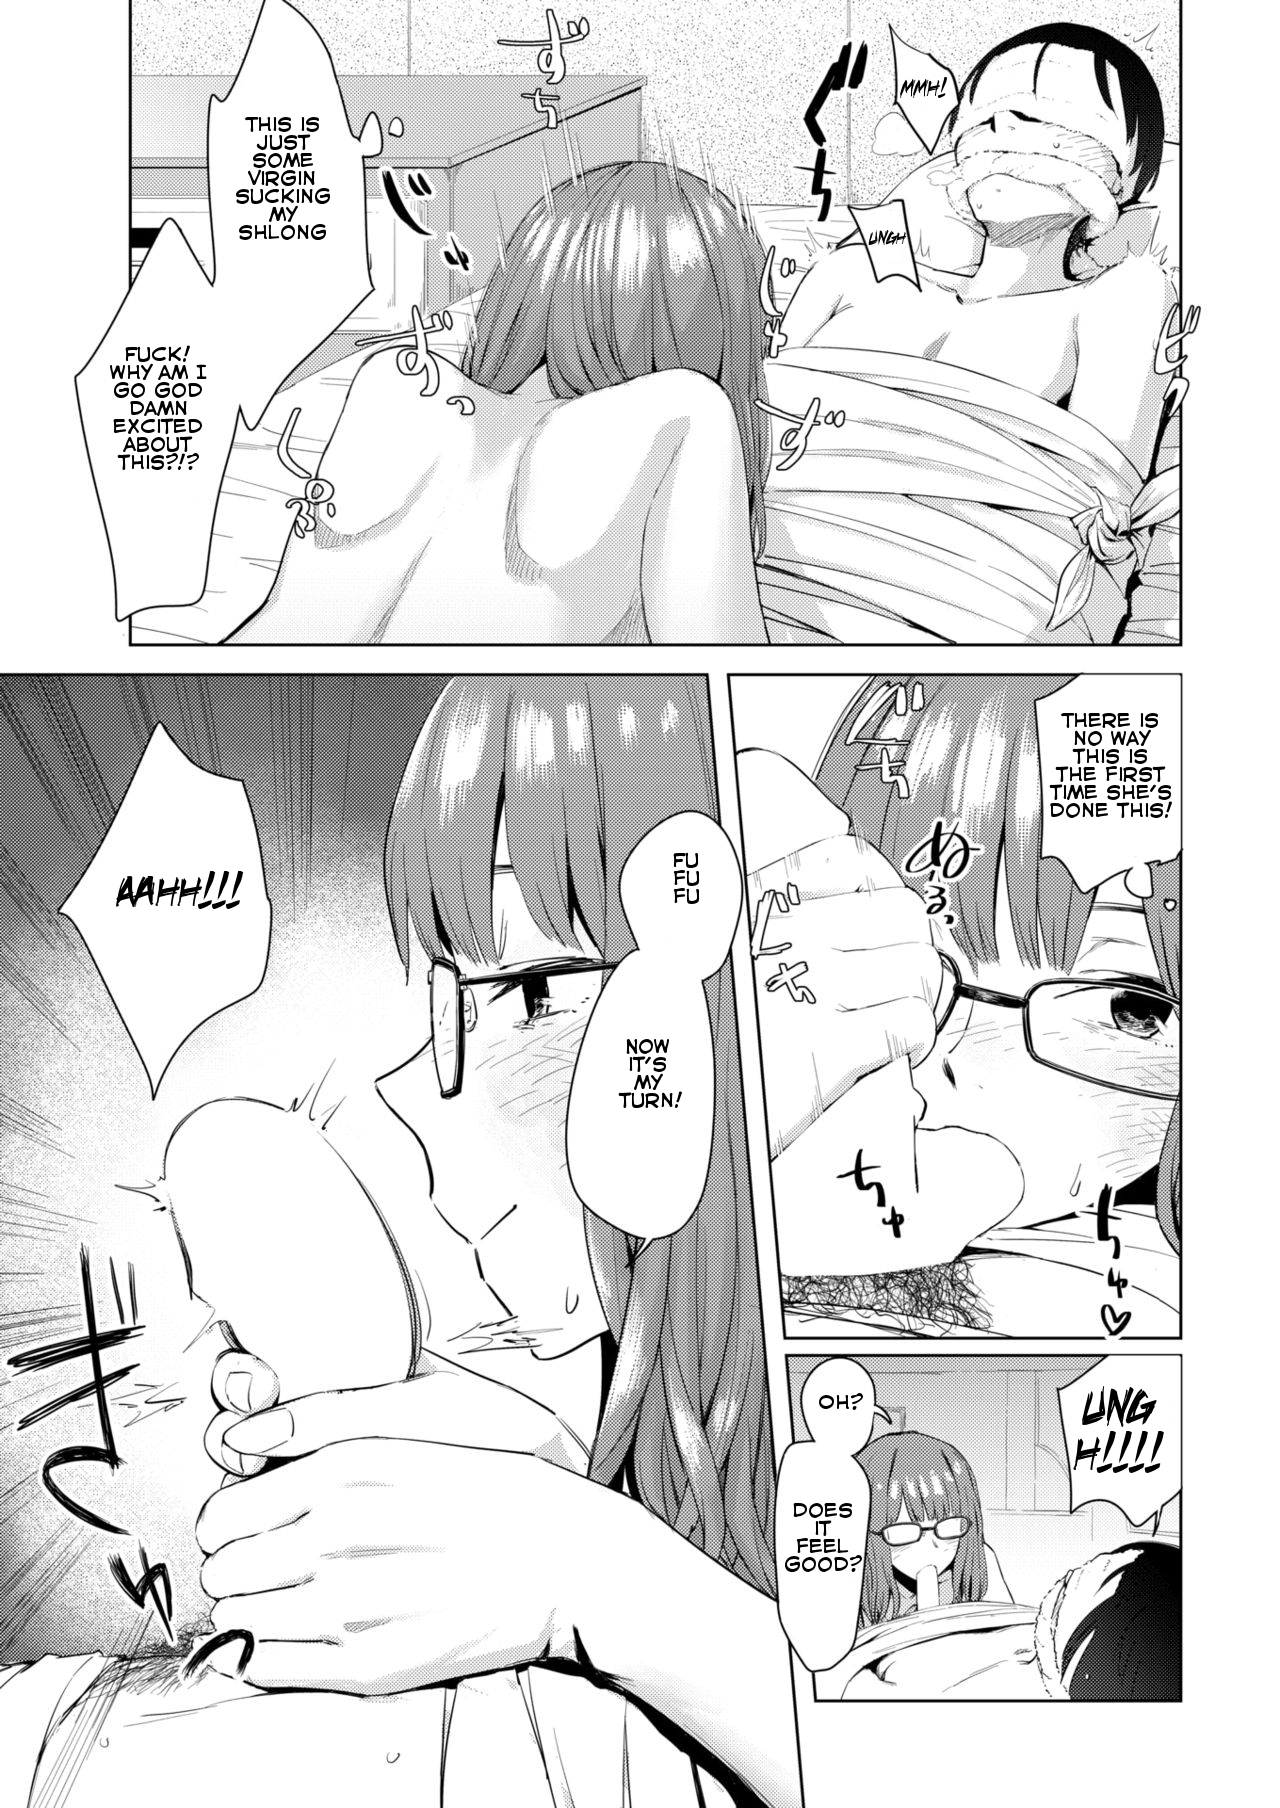 MMH!
UNGH
THIS IS
JUST
SOME
VIRGIN
SUCKING
MY
SHLONG
FUCK!
WHY AM I
GO GOD
DAMN
EXCITED
ABOUT
THIS?!?
THERE IS
NO WAY
THIS IS
THE FIRST
TIME SHE'S
DONE THIS!
UNG
H!!!!
OH?
DOES
IT
FEEL
GOOD?
FU
FU
FU
NOW
IT'S
MY
TURN!
AAHH!!!